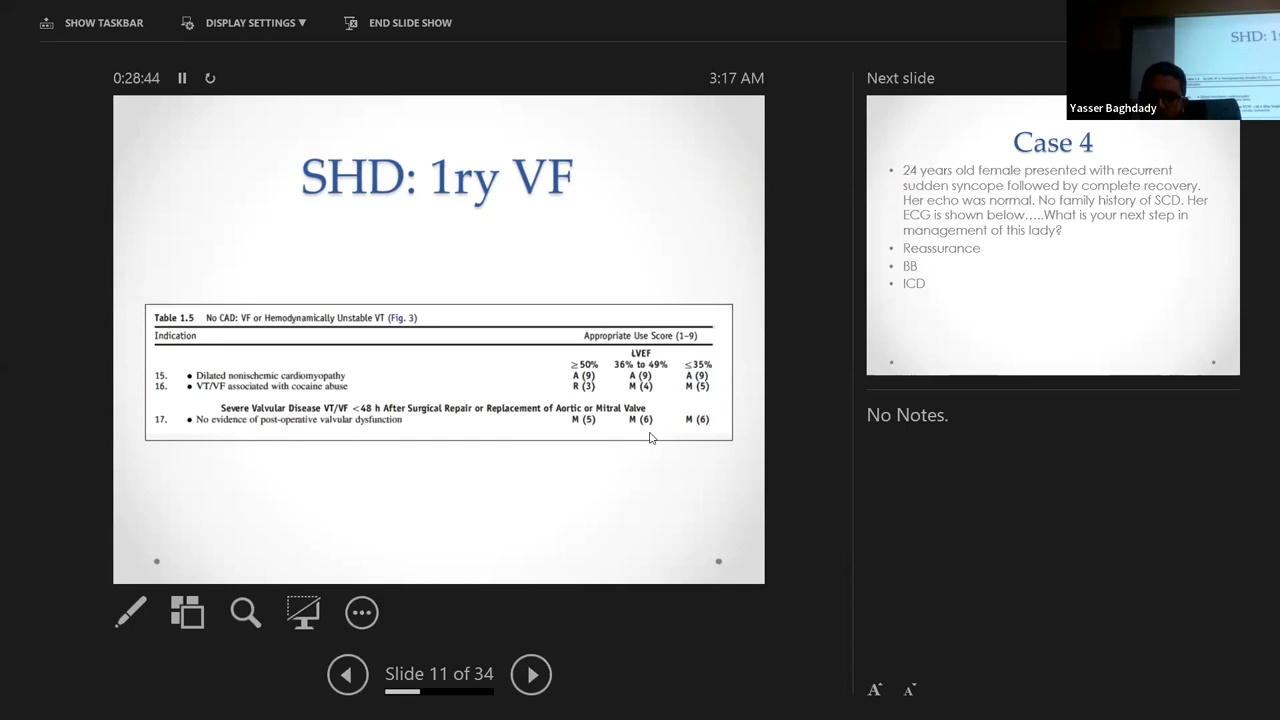 SHOW TASKBAR
DISPLAY SETTINGS ▼
END SLIDE SHOW
0:28:44
3:17 AM
SHD: 1ry VF
Table 1.5 No CAD: VF or Hemodynamically Unstable VT (Fig. 3)
Indication Appropriate Use Score (1–9)
LVEF
≥50% 36% to 49% ≤35%
15. • Dilated nonischemic cardiomyopathy A (9) A (9) A (9)
16. • VT/VF associated with cocaine abuse R (3) M (4) M (5)
Severe Valvular Disease VT/VF <48 h After Surgical Repair or Replacement of Aortic or Mitral Valve
17. • No evidence of post-operative valvular dysfunction M (5) M (6) M (6)
Slide 11 of 34
Next slide
SHD: 1
Yasser Baghdady
Case 4
• 24 years old female presented with recurrent
sudden syncope followed by complete recovery.
Her echo was normal. No family history of SCD. Her
ECG is shown below.....What is your next step in
management of this lady?
• Reassurance
• BB
• ICD
No Notes.
A A